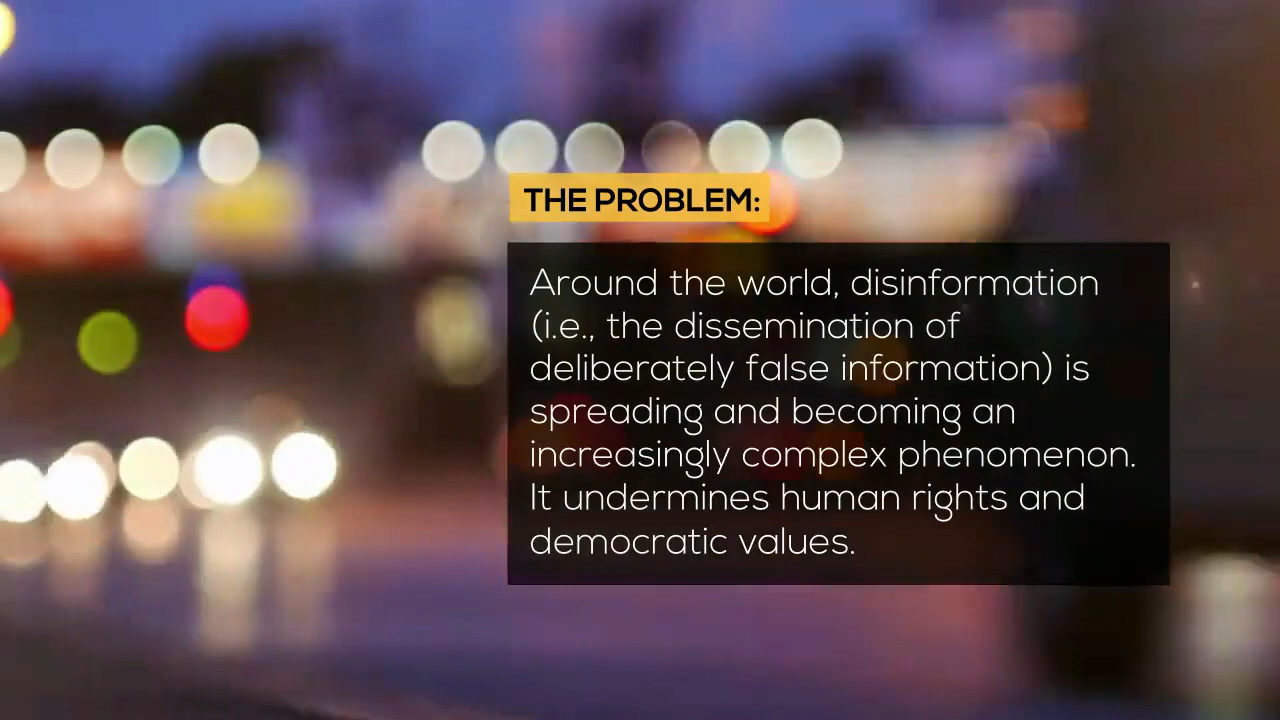 THE PROBLEM:
Around the world, disinformation
(i.e., the dissemination of
deliberately false information) is
spreading and becoming an
increasingly complex phenomenon.
It undermines human rights and
democratic values.